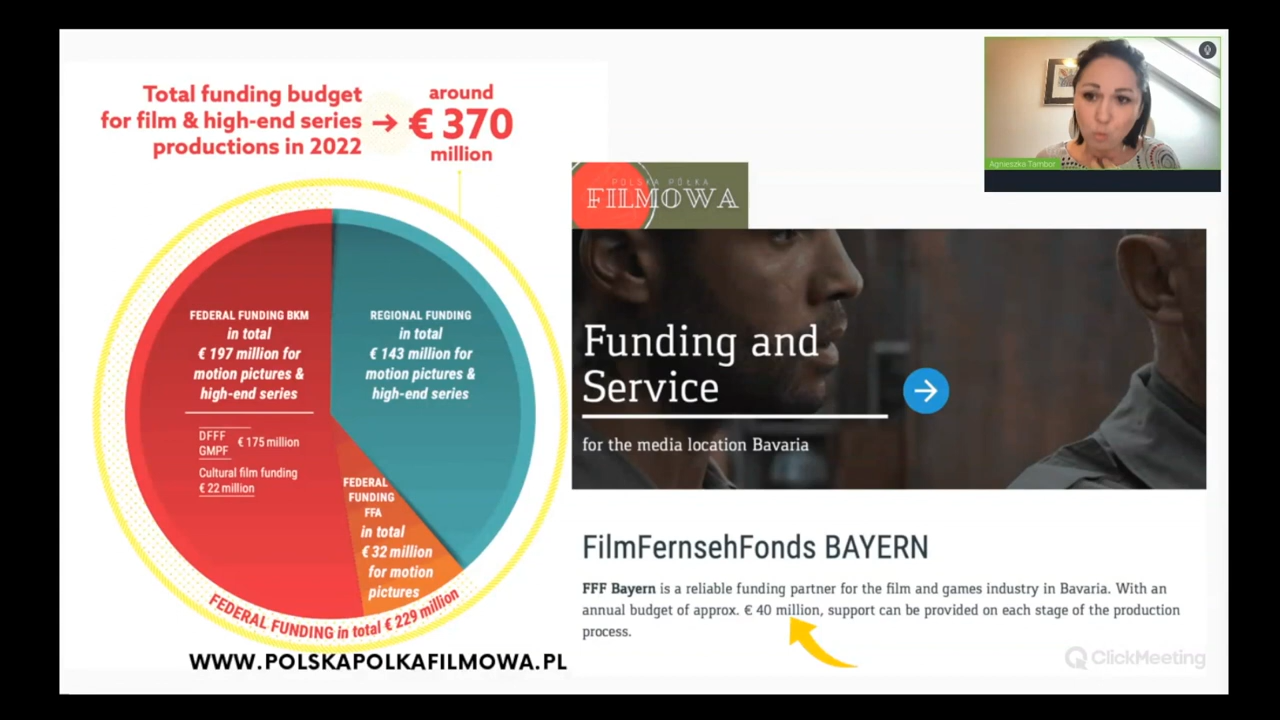 Total funding budget
for film & high-end series
productions in 2022
→
around
€ 370
million
FEDERAL FUNDING BKM
in total
€ 197 million for
motion pictures &
high-end series
DFFF
GMPF
€ 175 million
Cultural film funding
€ 22 million
REGIONAL FUNDING
in total
€ 143 million for
motion pictures &
high-end series
FEDERAL
FUNDING
FFA
in total
€ 32 million
for motion
pictures
FEDERAL FUNDING in total € 229 million
WWW.POLSKAPOLKAFILMOWA.PL
POLSKA PÓŁKA
FILMOWA
Funding and
Service
for the media location Bavaria
FilmFernsehFonds BAYERN
FFF Bayern is a reliable funding partner for the film and games industry in Bavaria. With an
annual budget of approx. € 40 million, support can be provided on each stage of the production
process.
Agnieszka Tambor
ClickMeeting